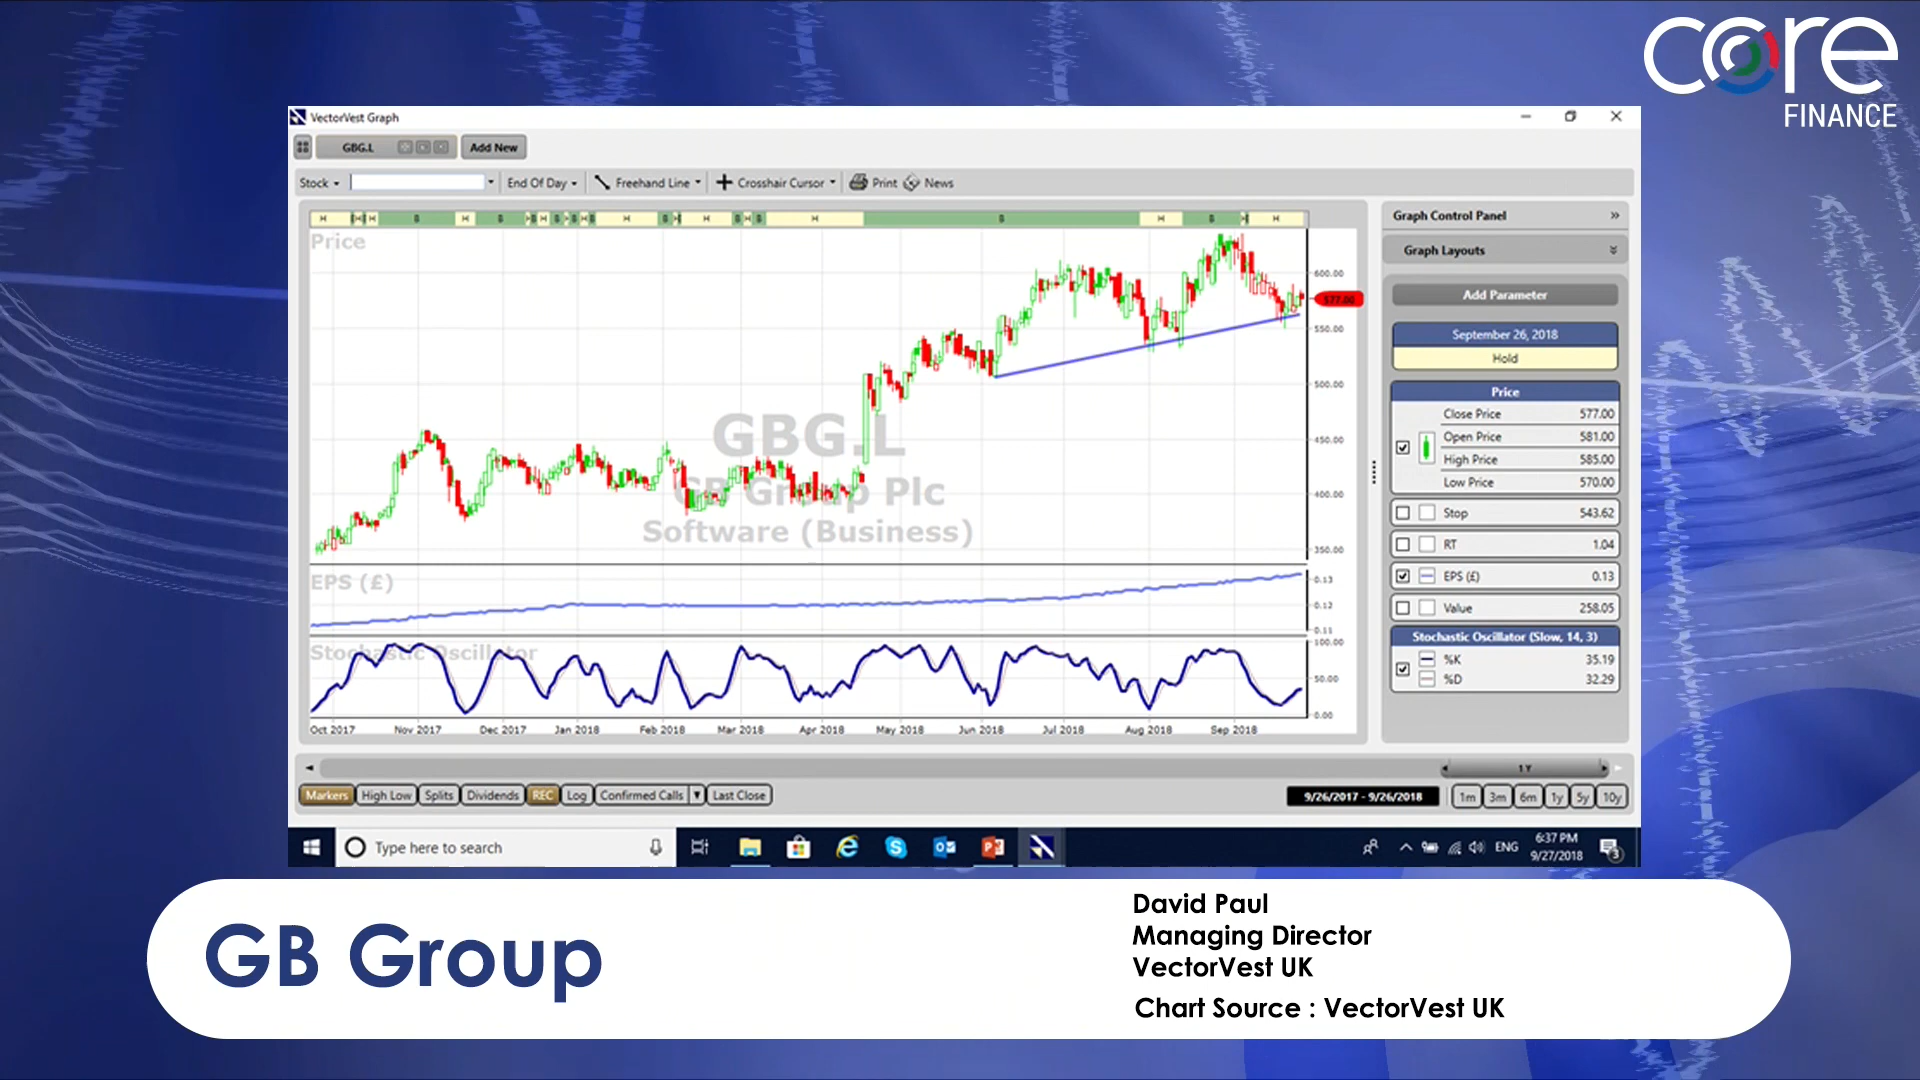 core
FINANCE
VectorVest Graph
GBG.L
Add New
Stock
End Of Day
Freehand Line
Crosshair Cursor
Print
News
H H H B H B B H B B H B H B H H B H B H B H B H
Price
600.00
577.00
550.00
500.00
450.00
400.00
350.00
GBG.L
GB Group Plc
Software (Business)
EPS (£)
0.13
0.12
0.11
Stochastic Oscillator
100.00
50.00
0.00
Oct 2017 Nov 2017 Dec 2017 Jan 2018 Feb 2018 Mar 2018 Apr 2018 May 2018 Jun 2018 Jul 2018 Aug 2018 Sep 2018
Graph Control Panel
Graph Layouts
Add Parameter
September 26, 2018
Hold
Price
Close Price 577.00
Open Price 581.00
High Price 585.00
Low Price 570.00
Stop 543.62
RT 1.04
EPS (£) 0.13
Value 258.05
Stochastic Oscillator (Slow, 14, 3)
%K 35.19
%D 32.29
1Y
Markers High Low Splits Dividends REC Log Confirmed Calls Last Close
9/26/2017 - 9/26/2018
1m 3m 6m 1y 5y 10y
Type here to search
ENG
6:37 PM
9/27/2018
3
GB Group
David Paul
Managing Director
VectorVest UK
Chart Source : VectorVest UK